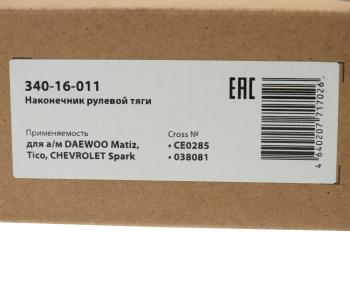 340-16-011
Наконечник рулевой тяги
EAC
Применяемость
для а/м DAEWOO Matiz,
Tico, CHEVROLET Spark
Cross №
• CE0285
• 038081
4 640207 717026